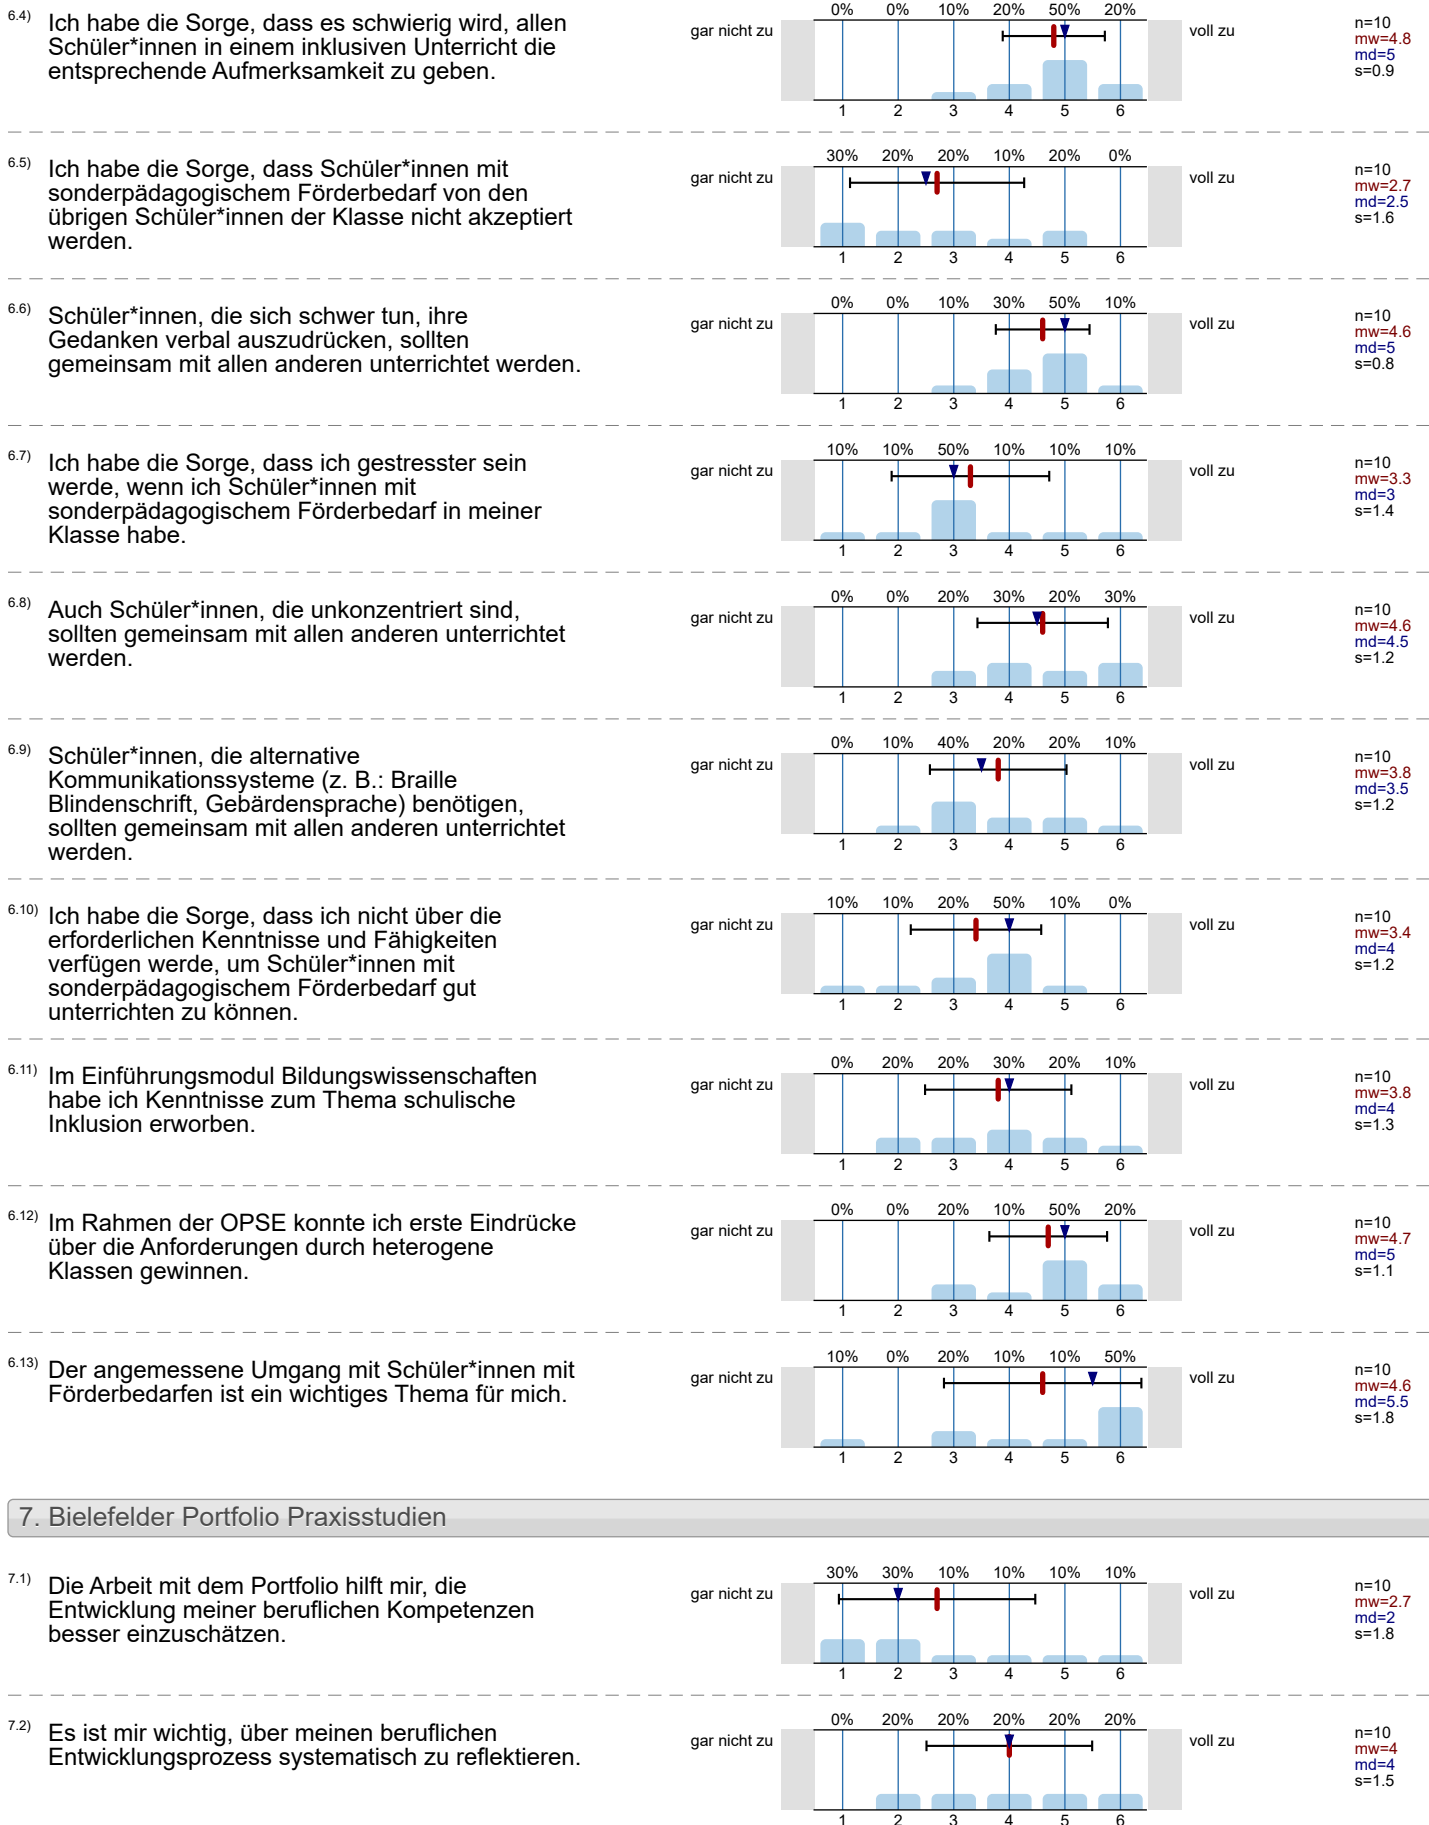 6.4) Ich habe die Sorge, dass es schwierig wird, allen
Schüler*innen in einem inklusiven Unterricht die
entsprechende Aufmerksamkeit zu geben.
gar nicht zu
0% 0% 10% 20% 50% 20%
1 2 3 4 5 6
voll zu
n=10
mw=4.8
md=5
s=0.9
6.5) Ich habe die Sorge, dass Schüler*innen mit
sonderpädagogischem Förderbedarf von den
übrigen Schüler*innen der Klasse nicht akzeptiert
werden.
gar nicht zu
30% 20% 20% 10% 20% 0%
1 2 3 4 5 6
voll zu
n=10
mw=2.7
md=2.5
s=1.6
6.6) Schüler*innen, die sich schwer tun, ihre
Gedanken verbal auszudrücken, sollten
gemeinsam mit allen anderen unterrichtet werden.
gar nicht zu
0% 0% 10% 30% 50% 10%
1 2 3 4 5 6
voll zu
n=10
mw=4.6
md=5
s=0.8
6.7) Ich habe die Sorge, dass ich gestresster sein
werde, wenn ich Schüler*innen mit
sonderpädagogischem Förderbedarf in meiner
Klasse habe.
gar nicht zu
10% 10% 50% 10% 10% 10%
1 2 3 4 5 6
voll zu
n=10
mw=3.3
md=3
s=1.4
6.8) Auch Schüler*innen, die unkonzentriert sind,
sollten gemeinsam mit allen anderen unterrichtet
werden.
gar nicht zu
0% 0% 20% 30% 20% 30%
1 2 3 4 5 6
voll zu
n=10
mw=4.6
md=4.5
s=1.2
6.9) Schüler*innen, die alternative
Kommunikationssysteme (z. B.: Braille
Blindenschrift, Gebärdensprache) benötigen,
sollten gemeinsam mit allen anderen unterrichtet
werden.
gar nicht zu
0% 10% 40% 20% 20% 10%
1 2 3 4 5 6
voll zu
n=10
mw=3.8
md=3.5
s=1.2
6.10) Ich habe die Sorge, dass ich nicht über die
erforderlichen Kenntnisse und Fähigkeiten
verfügen werde, um Schüler*innen mit
sonderpädagogischem Förderbedarf gut
unterrichten zu können.
gar nicht zu
10% 10% 20% 50% 10% 0%
1 2 3 4 5 6
voll zu
n=10
mw=3.4
md=4
s=1.2
6.11) Im Einführungsmodul Bildungswissenschaften
habe ich Kenntnisse zum Thema schulische
Inklusion erworben.
gar nicht zu
0% 20% 20% 30% 20% 10%
1 2 3 4 5 6
voll zu
n=10
mw=3.8
md=4
s=1.3
6.12) Im Rahmen der OPSE konnte ich erste Eindrücke
über die Anforderungen durch heterogene
Klassen gewinnen.
gar nicht zu
0% 0% 20% 10% 50% 20%
1 2 3 4 5 6
voll zu
n=10
mw=4.7
md=5
s=1.1
6.13) Der angemessene Umgang mit Schüler*innen mit
Förderbedarfen ist ein wichtiges Thema für mich.
gar nicht zu
10% 0% 20% 10% 10% 50%
1 2 3 4 5 6
voll zu
n=10
mw=4.6
md=5.5
s=1.8
7. Bielefelder Portfolio Praxisstudien
7.1) Die Arbeit mit dem Portfolio hilft mir, die
Entwicklung meiner beruflichen Kompetenzen
besser einzuschätzen.
gar nicht zu
30% 30% 10% 10% 10% 10%
1 2 3 4 5 6
voll zu
n=10
mw=2.7
md=2
s=1.8
7.2) Es ist mir wichtig, über meinen beruflichen
Entwicklungsprozess systematisch zu reflektieren.
gar nicht zu
0% 20% 20% 20% 20% 20%
1 2 3 4 5 6
voll zu
n=10
mw=4
md=4
s=1.5